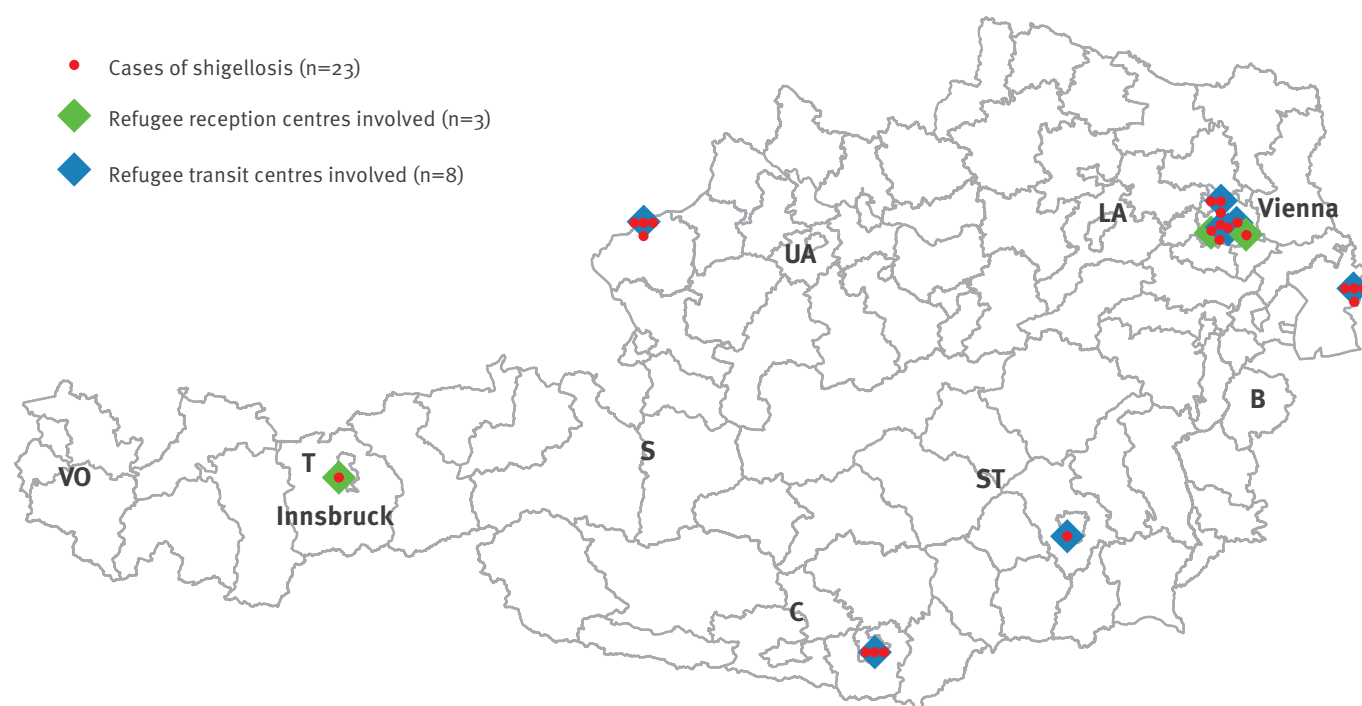 Cases of shigellosis (n=23)
Refugee reception centres involved (n=3)
Refugee transit centres involved (n=8)
LA
Vienna
UA
B
S
T
VO
ST
Innsbruck
C